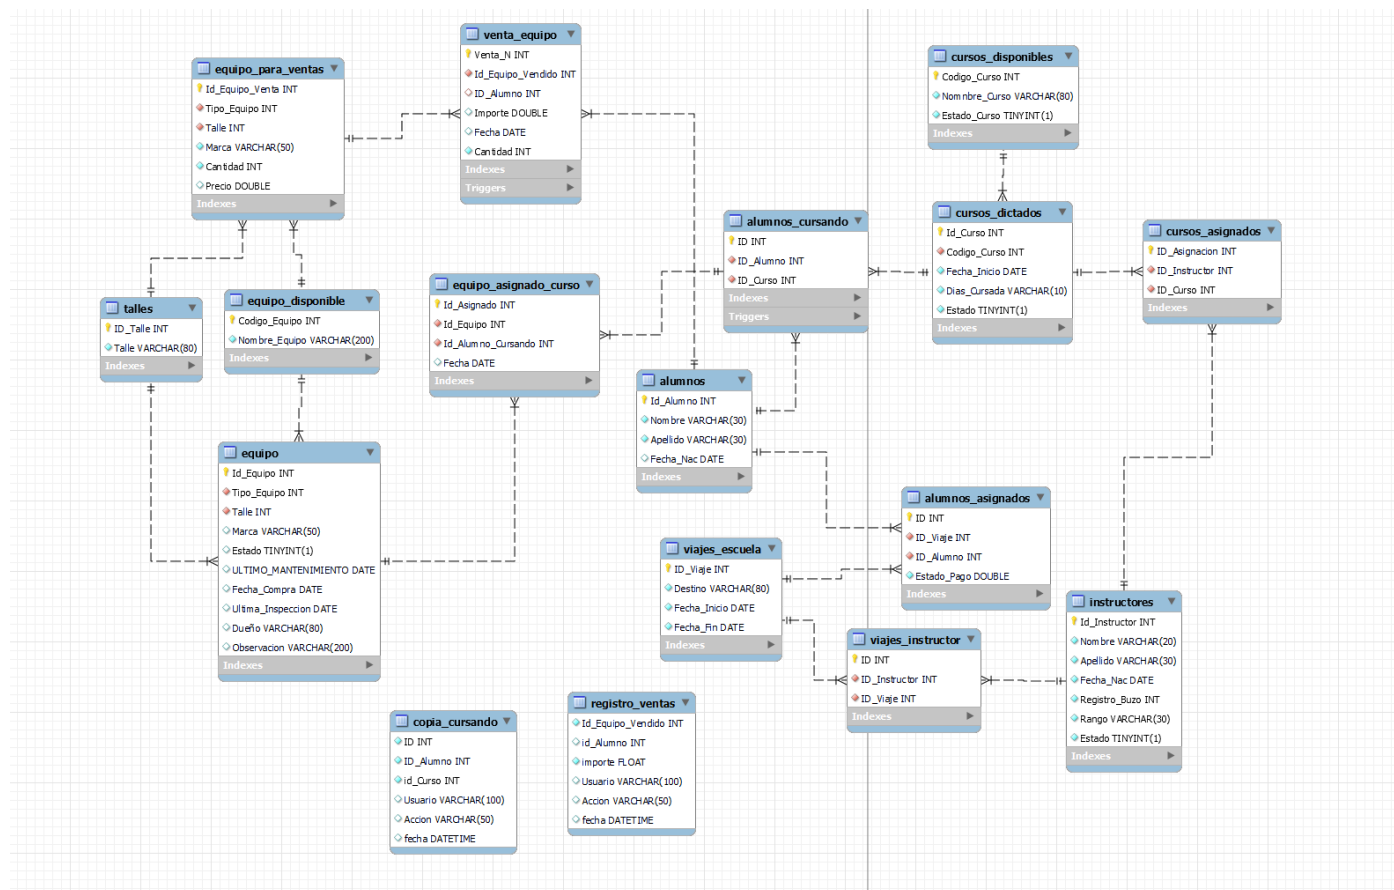 venta_equipo
Venta_N INT
Id_Equipo_Vendido INT
ID_Alumno INT
Importe DOUBLE
Fecha DATE
Cantidad INT
Indexes
Triggers
equipo_para_ventas
Id_Equipo_Venta INT
Tipo_Equipo INT
Talle INT
Marca VARCHAR(50)
Cantidad INT
Precio DOUBLE
Indexes
cursos_disponibles
Codigo_Curso INT
Nomnbre_Curso VARCHAR(80)
Estado_Curso TINYINT(1)
Indexes
alumnos_cursando
ID INT
ID_Alumno INT
ID_Curso INT
Indexes
Triggers
cursos_dictados
Id_Curso INT
Codigo_Curso INT
Fecha_Inicio DATE
Dias_Cursada VARCHAR(10)
Estado TINYINT(1)
Indexes
cursos_asignados
ID_Asignacion INT
ID_Instructor INT
ID_Curso INT
Indexes
talles
ID_Talle INT
Talle VARCHAR(80)
Indexes
equipo_disponible
Codigo_Equipo INT
Nombre_Equipo VARCHAR(200)
Indexes
equipo_asignado_curso
Id_Asignado INT
Id_Equipo INT
Id_Alumno_Cursando INT
Fecha DATE
Indexes
alumnos
Id_Alumno INT
Nombre VARCHAR(30)
Apellido VARCHAR(30)
Fecha_Nac DATE
Indexes
equipo
Id_Equipo INT
Tipo_Equipo INT
Talle INT
Marca VARCHAR(50)
Estado TINYINT(1)
ULTIMO_MANTENIMIENTO DATE
Fecha_Compra DATE
Ultima_Inspeccion DATE
Dueño VARCHAR(80)
Observacion VARCHAR(200)
Indexes
alumnos_asignados
ID INT
ID_Viaje INT
ID_Alumno INT
Estado_Pago DOUBLE
Indexes
viajes_escuela
ID_Viaje INT
Destino VARCHAR(80)
Fecha_Inicio DATE
Fecha_Fin DATE
Indexes
instructores
Id_Instructor INT
Nombre VARCHAR(20)
Apellido VARCHAR(30)
Fecha_Nac DATE
Registro_Buzo INT
Rango VARCHAR(30)
Estado TINYINT(1)
Indexes
viajes_instructor
ID INT
ID_Instructor INT
ID_Viaje INT
Indexes
copia_cursando
ID INT
ID_Alumno INT
id_Curso INT
Usuario VARCHAR(100)
Accion VARCHAR(50)
fecha DATETIME
registro_ventas
Id_Equipo_Vendido INT
id_Alumno INT
importe FLOAT
Usuario VARCHAR(100)
Accion VARCHAR(50)
fecha DATETIME